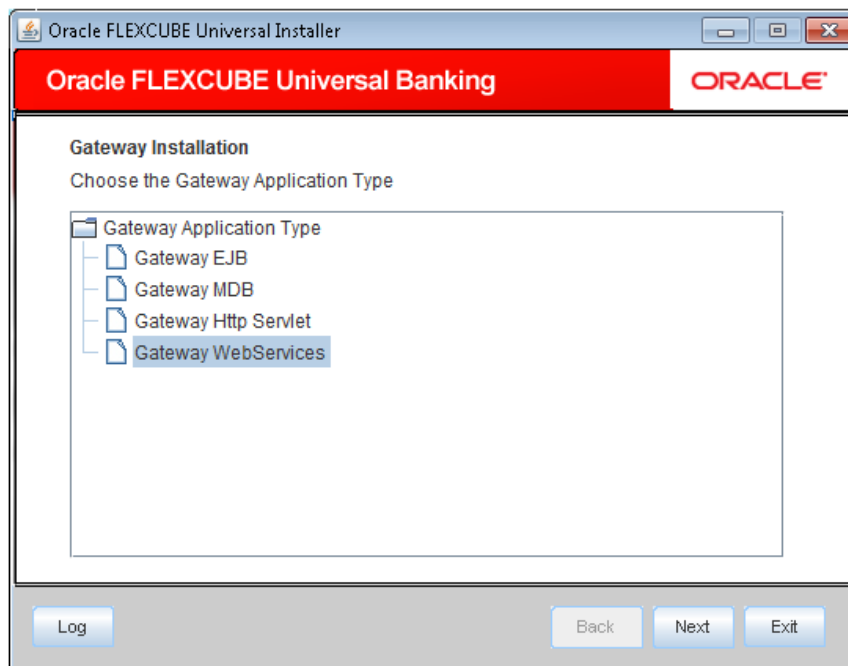 Oracle FLEXCUBE Universal Installer
Oracle FLEXCUBE Universal Banking
ORACLE
Gateway Installation
Choose the Gateway Application Type
Gateway Application Type
Gateway EJB
Gateway MDB
Gateway Http Servlet
Gateway WebServices
Log Back Next Exit